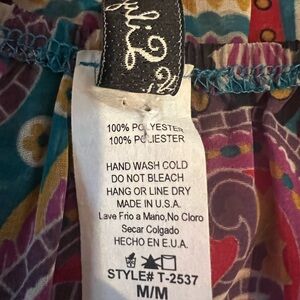 100% POLYESTER
100% POLIESTER
HAND WASH COLD
DO NOT BLEACH
HANG OR LINE DRY
MADE IN U.S.A.
Lave Frio a Mano,No Cloro
Secar Colgado
HECHO EN E.U.A.
STYLE# T-2537
M/M